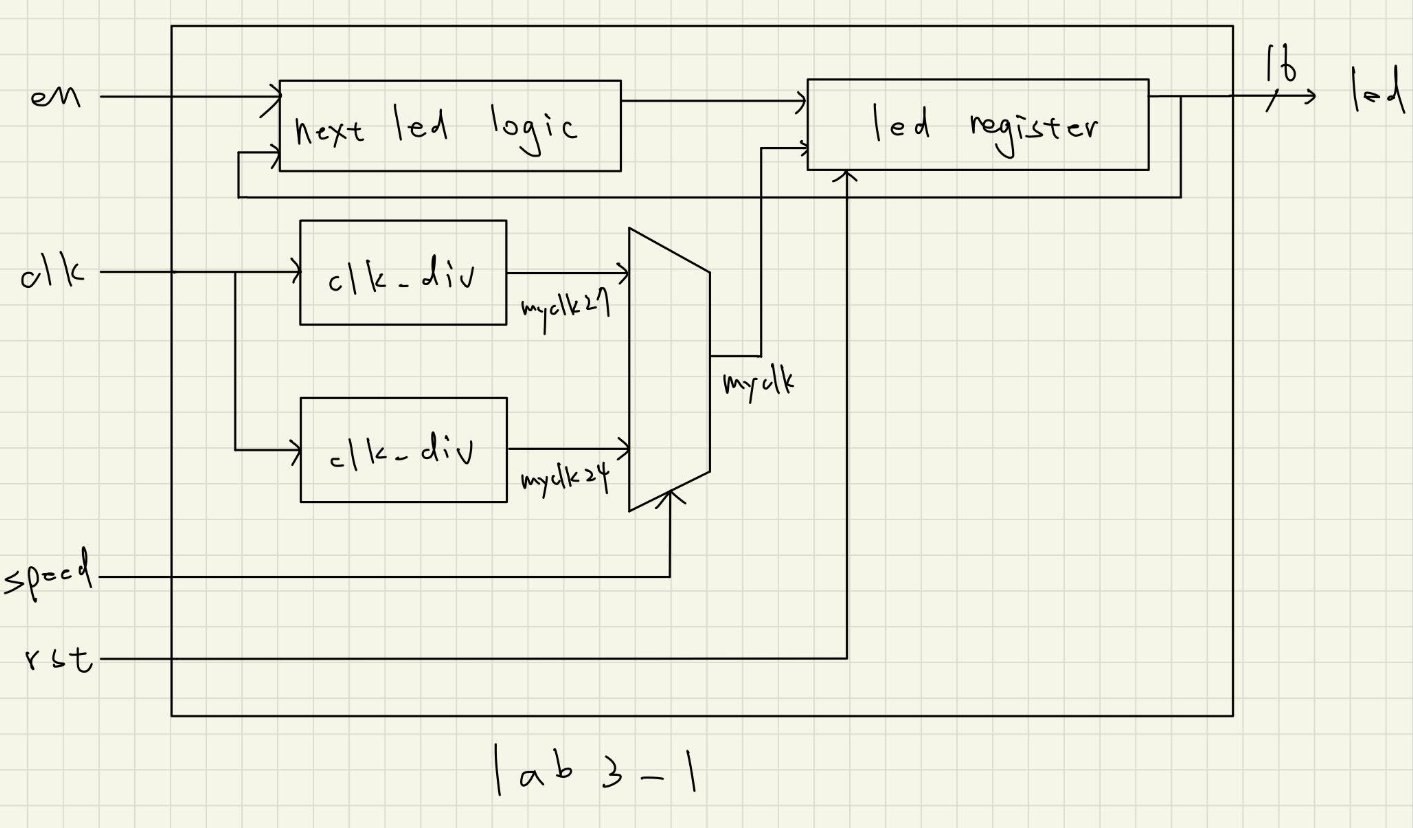 16
en
next led logic
led register
led
clk
clk_div
myclk27
myclk
clk_div
myclk24
speed
rst
lab 3-1